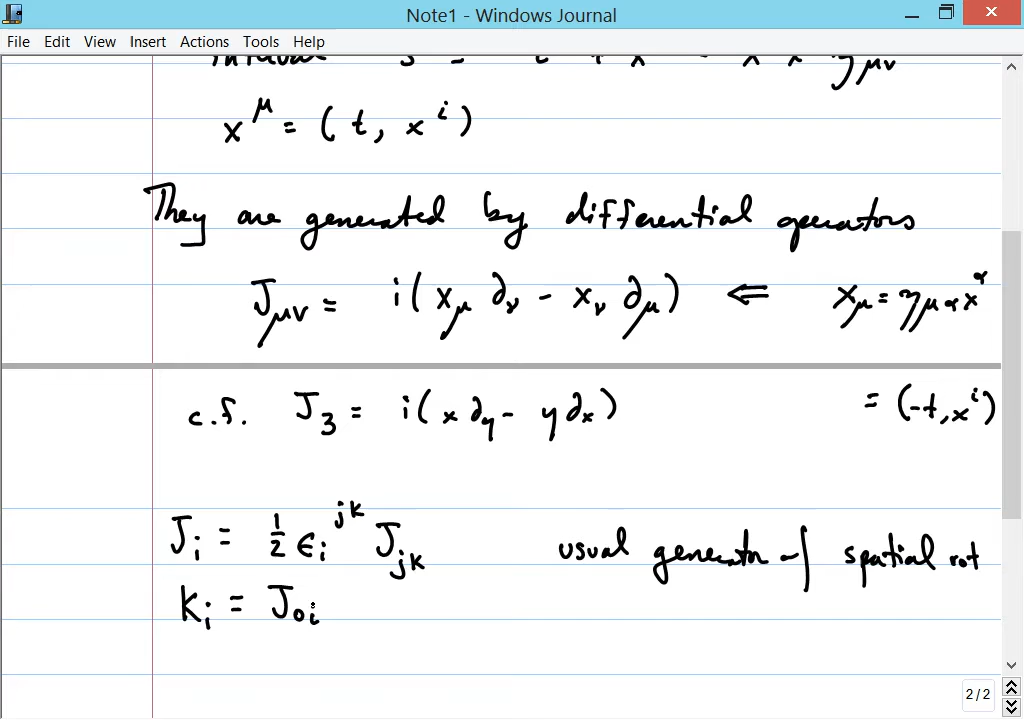 Note1 - Windows Journal
File Edit View Insert Actions Tools Help
x^μ = (t, x^i)
They are generated by differential operators
J_μν = i(x_μ ∂_ν - x_ν ∂_μ) ⇐ x_μ = η_μα x^α
c.f. J_3 = i(x∂_y - y∂_x) = (-t, x^i)
J_i = 1/2 ε_i^jk J_jk usual generator of spatial rot
K_i = J_0i
2/2